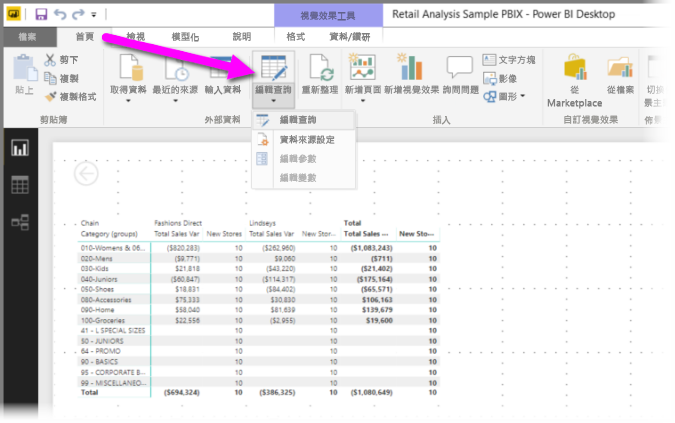 視覺效果工具 Retail Analysis Sample PBIX - Power BI Desktop
檔案 首頁 檢視 模型化 說明 格式 資料/鑽研
貼上 剪下 複製 複製格式
取得資料 最近的來源 輸入資料 編輯查詢 重新整理 新增頁面 新增視覺效果 詢問問題 文字方塊 影像 圖形 從 Marketplace 從檔案 切換
剪貼簿 外部資料 插入 自訂視覺效果
編輯查詢
資料來源設定
編輯參數
編輯變數
Chain Fashions Direct Lindseys Total
Category (groups) Total Sales Var New Stores Total Sales Var New Stor... Total Sales ... New Sto...
010-Womens & 06... ($820,283) 10 ($262,960) 10 ($1,083,243) 10
020-Mens ($9,771) 10 $9,060 10 ($711) 10
030-Kids $21,818 10 ($43,220) 10 ($21,402) 10
040-Juniors ($60,847) 10 ($114,317) 10 ($175,164) 10
050-Shoes $18,831 10 ($84,402) 10 ($65,571) 10
080-Accessories $75,333 10 $30,830 10 $106,163 10
090-Home $58,040 10 $81,639 10 $139,679 10
100-Groceries $22,556 10 ($2,955) 10 $19,600 10
41 - L SPECIAL SIZES 10 10 10
50 - JUNIORS 10 10 10
64 - PROMO 10 10 10
90 - BASICS 10 10 10
95 - CORPORATE B... 10 10 10
99 - MISCELLANEO... 10 10 10
Total ($694,324) 10 ($386,325) 10 ($1,080,649) 10